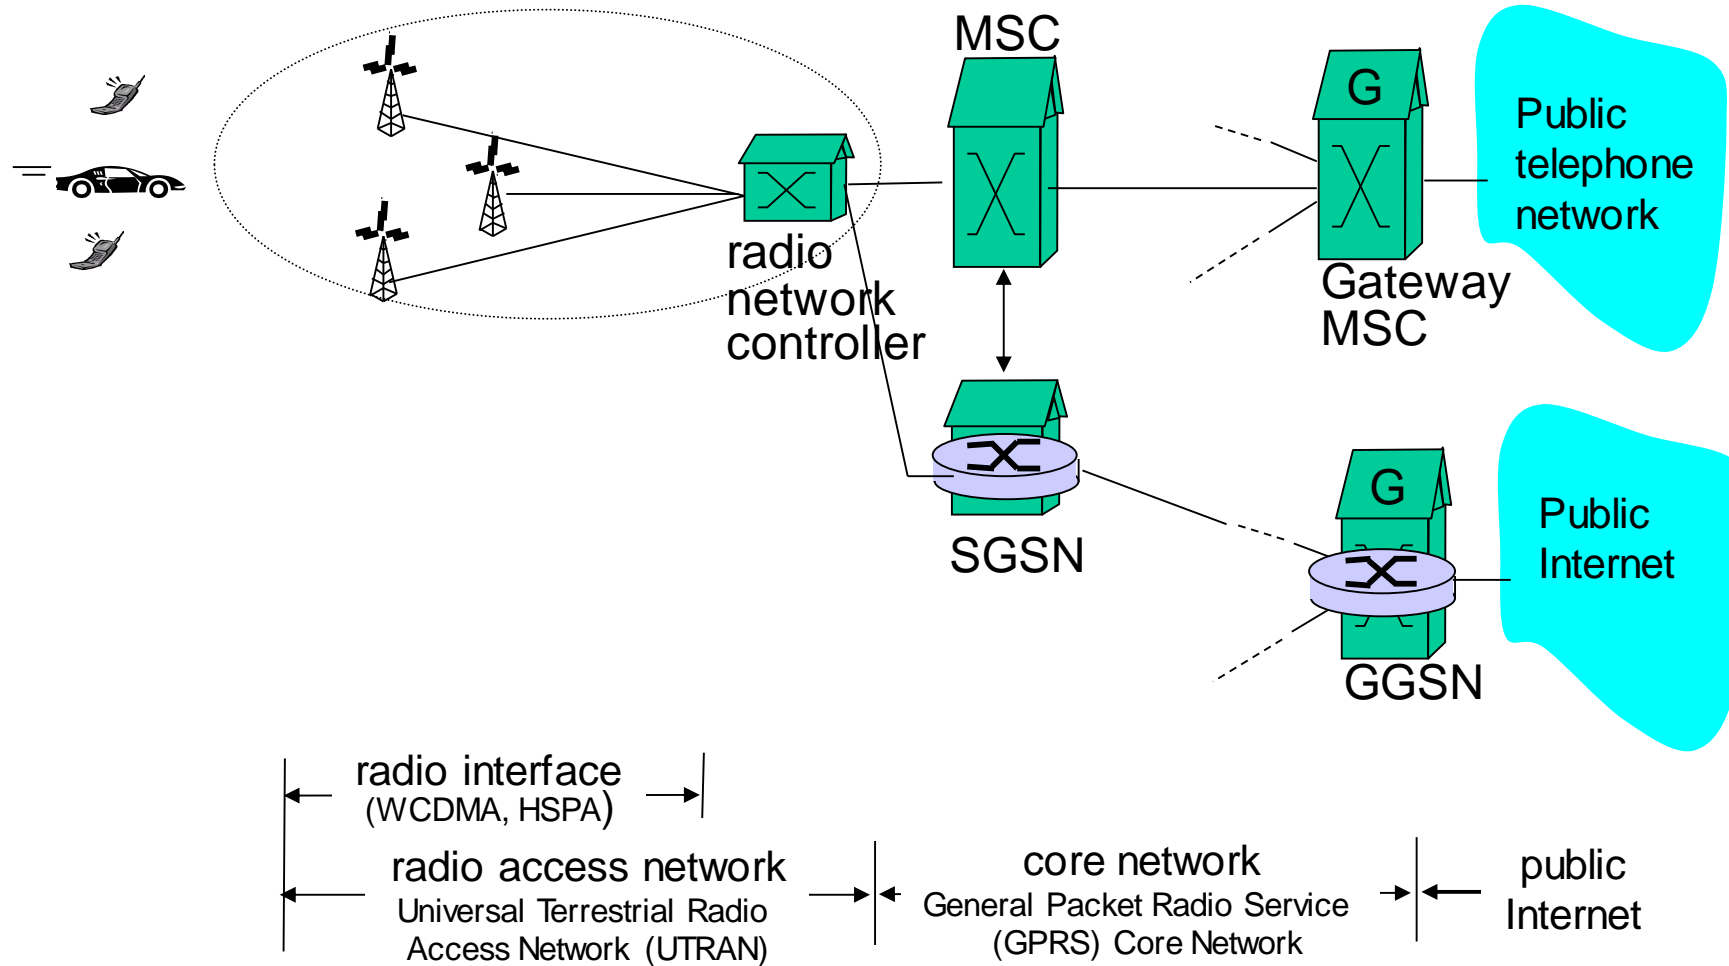 MSC
G
Public
telephone
network
radio
network
controller
Gateway
MSC
G
Public
Internet
SGSN
GGSN
radio interface
(WCDMA, HSPA)
radio access network
Universal Terrestrial Radio
Access Network (UTRAN)
core network
General Packet Radio Service
(GPRS) Core Network
public
Internet